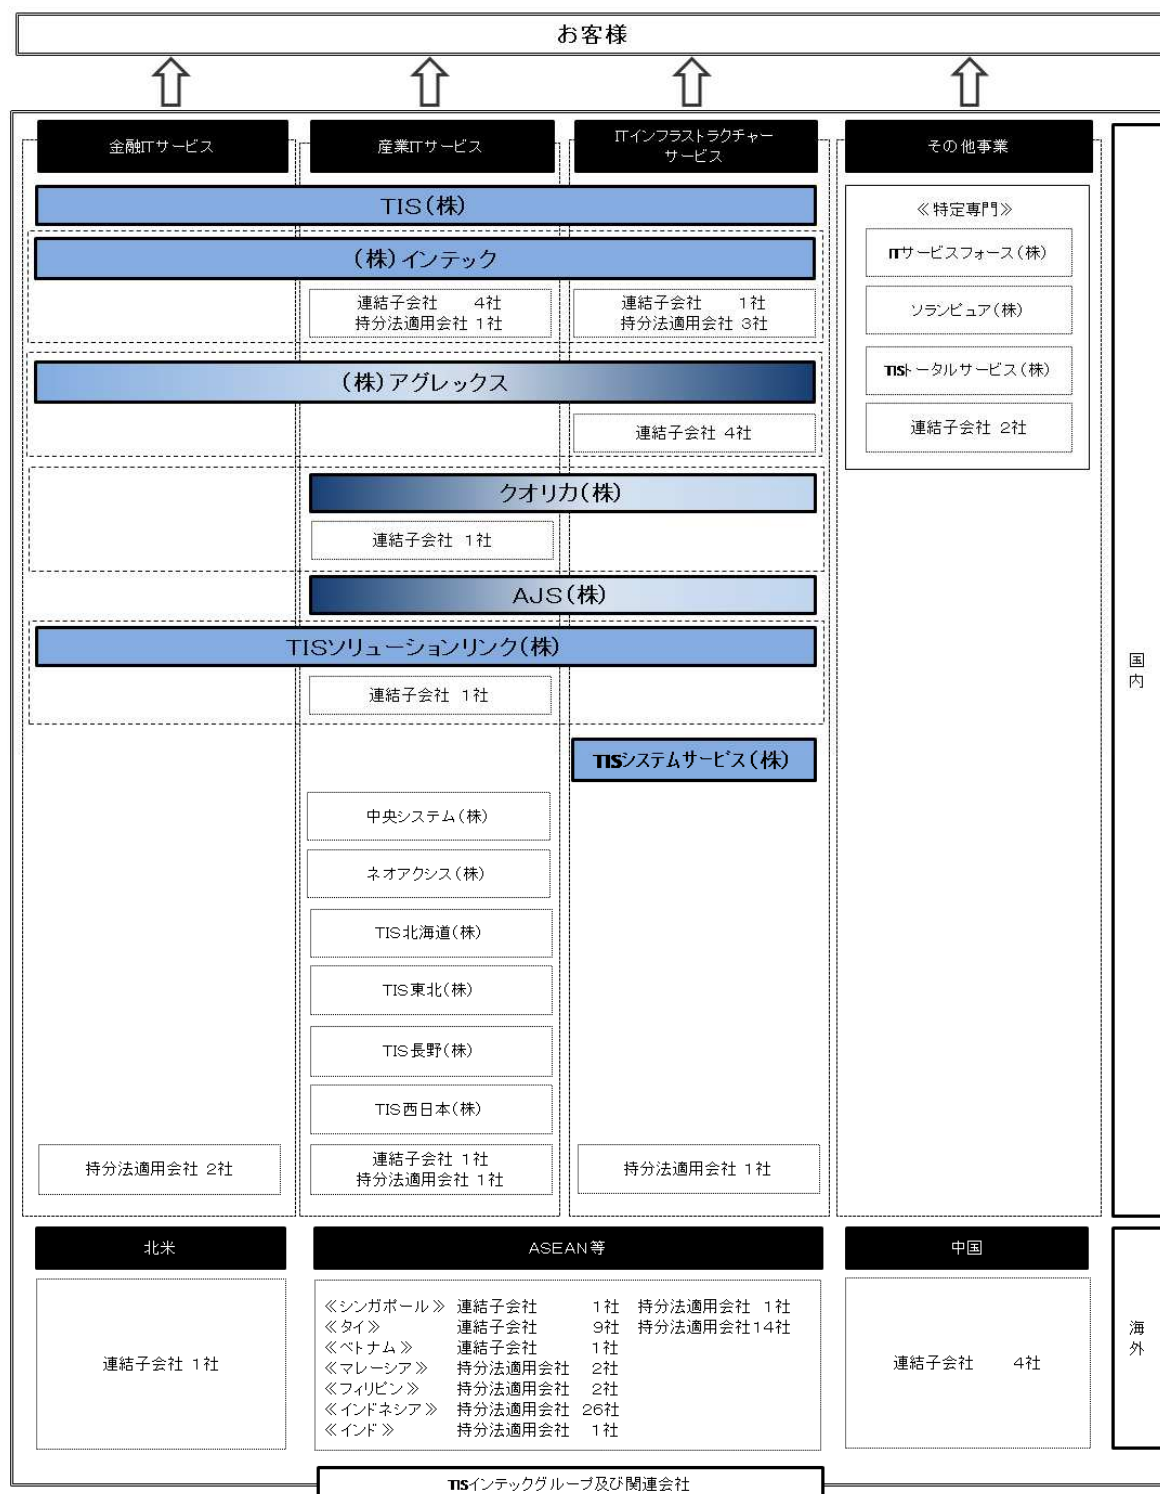 お客様
金融ITサービス
産業ITサービス
ITインフラストラクチャー
サービス
その他事業
TIS(株)
(株)インテック
連結子会社 4社
持分法適用会社 1社
連結子会社 1社
持分法適用会社 3社
(株)アグレックス
連結子会社 4社
クオリカ(株)
連結子会社 1社
AJS(株)
TISソリューションリンク(株)
連結子会社 1社
TISシステムサービス(株)
中央システム(株)
ネオアクシス(株)
TIS北海道(株)
TIS東北(株)
TIS長野(株)
TIS西日本(株)
持分法適用会社 2社
連結子会社 1社
持分法適用会社 1社
持分法適用会社 1社
≪特定専門≫
ITサービスフォース(株)
ソランピュア(株)
TISトータルサービス(株)
連結子会社 2社
国内
北米
ASEAN等
中国
連結子会社 1社
≪シンガポール≫ 連結子会社 1社 持分法適用会社 1社
≪タイ≫ 連結子会社 9社 持分法適用会社14社
≪ベトナム≫ 連結子会社 1社
≪マレーシア≫ 持分法適用会社 2社
≪フィリピン≫ 持分法適用会社 2社
≪インドネシア≫ 持分法適用会社 26社
≪インド≫ 持分法適用会社 1社
連結子会社 4社
海外
TISインテックグループ及び関連会社